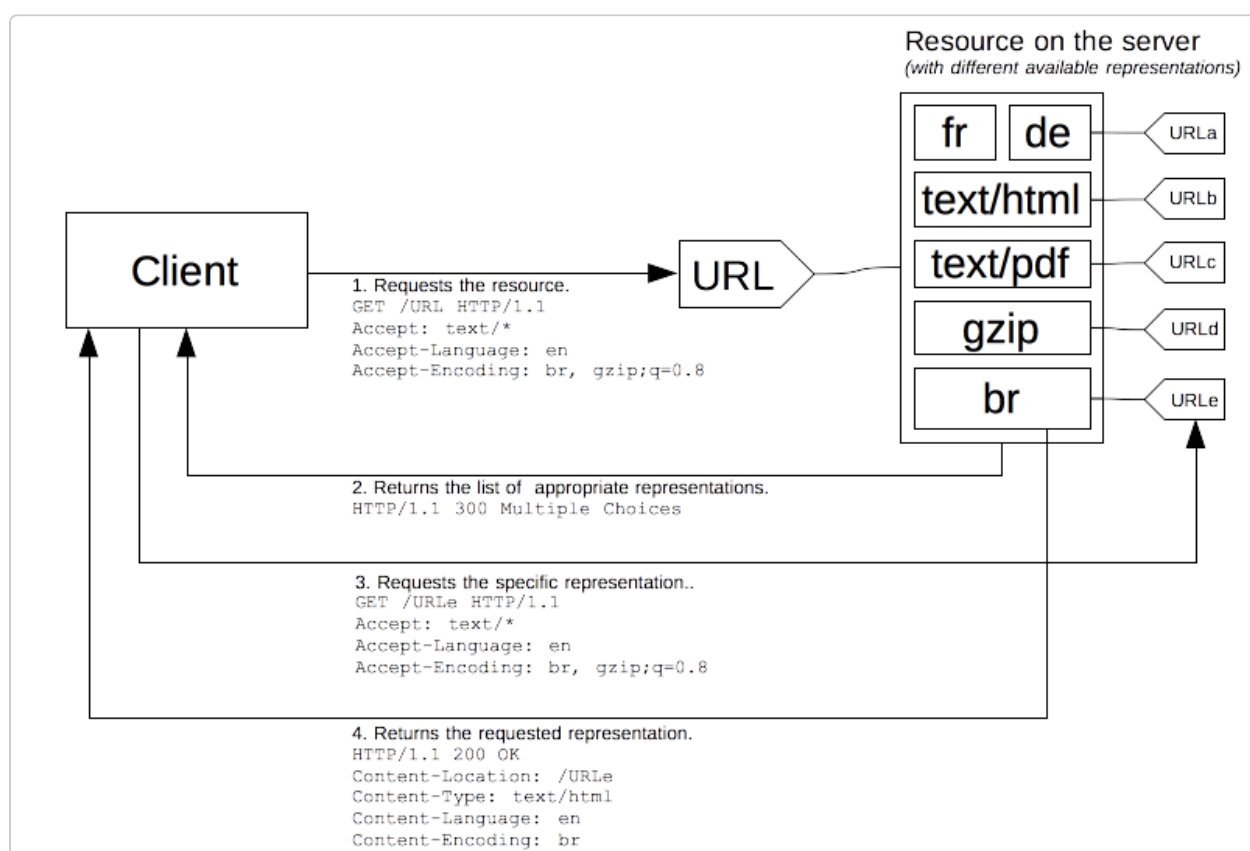 Resource on the server
(with different available representations)
fr
de
URLa
text/html
URLb
text/pdf
URLc
gzip
URLd
br
URLe
Client
URL
1. Requests the resource.
GET /URL HTTP/1.1
Accept: text/*
Accept-Language: en
Accept-Encoding: br, gzip;q=0.8
2. Returns the list of appropriate representations.
HTTP/1.1 300 Multiple Choices
3. Requests the specific representation..
GET /URLe HTTP/1.1
Accept: text/*
Accept-Language: en
Accept-Encoding: br, gzip;q=0.8
4. Returns the requested representation.
HTTP/1.1 200 OK
Content-Location: /URLe
Content-Type: text/html
Content-Language: en
Content-Encoding: br